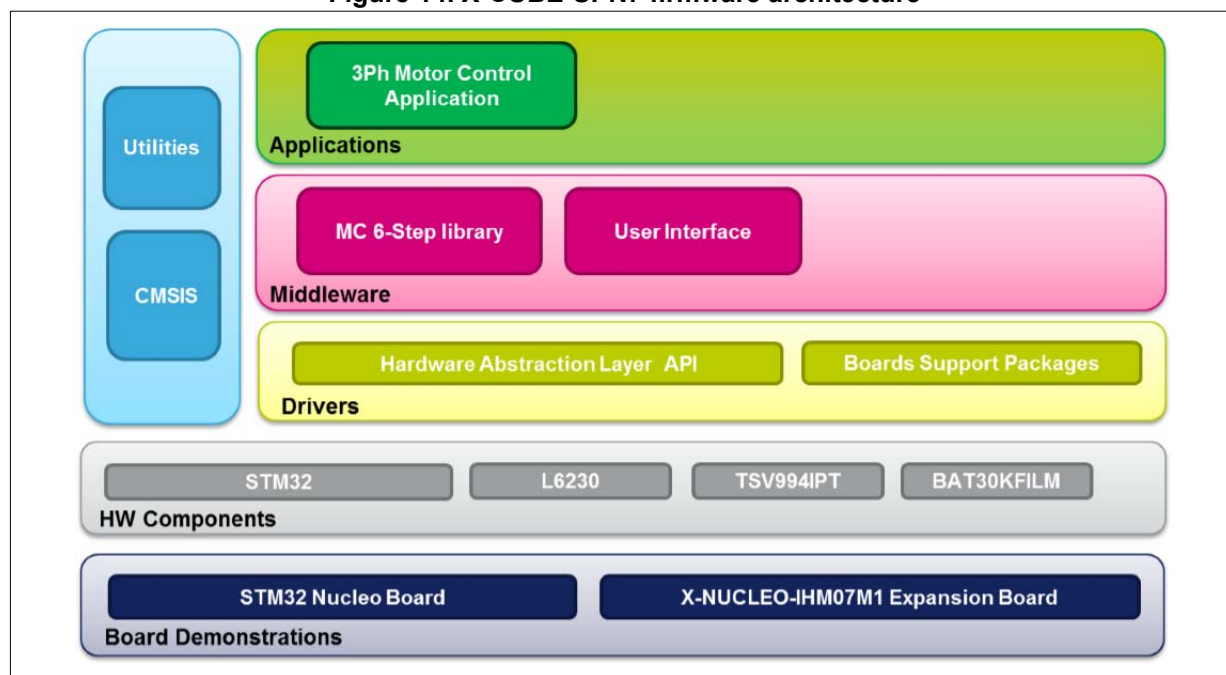 3Ph Motor Control
Application
Utilities
Applications
MC 6-Step library
User Interface
CMSIS
Middleware
Hardware Abstraction Layer API
Boards Support Packages
Drivers
STM32
L6230
TSV994IPT
BAT30KFILM
HW Components
STM32 Nucleo Board
X-NUCLEO-IHM07M1 Expansion Board
Board Demonstrations